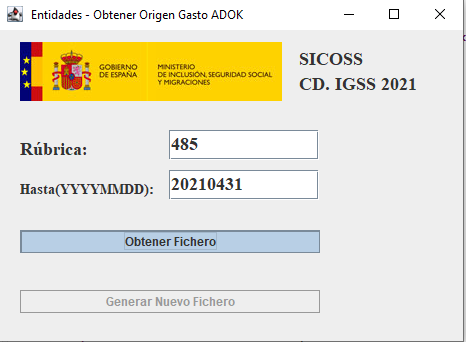 Entidades - Obtener Origen Gasto ADOK
GOBIERNO
DE ESPAÑA
MINISTERIO
DE INCLUSIÓN, SEGURIDAD SOCIAL
Y MIGRACIONES
SICOSS
CD. IGSS 2021
Rúbrica: 485
Hasta(YYYYMMDD): 20210431
Obtener Fichero
Generar Nuevo Fichero